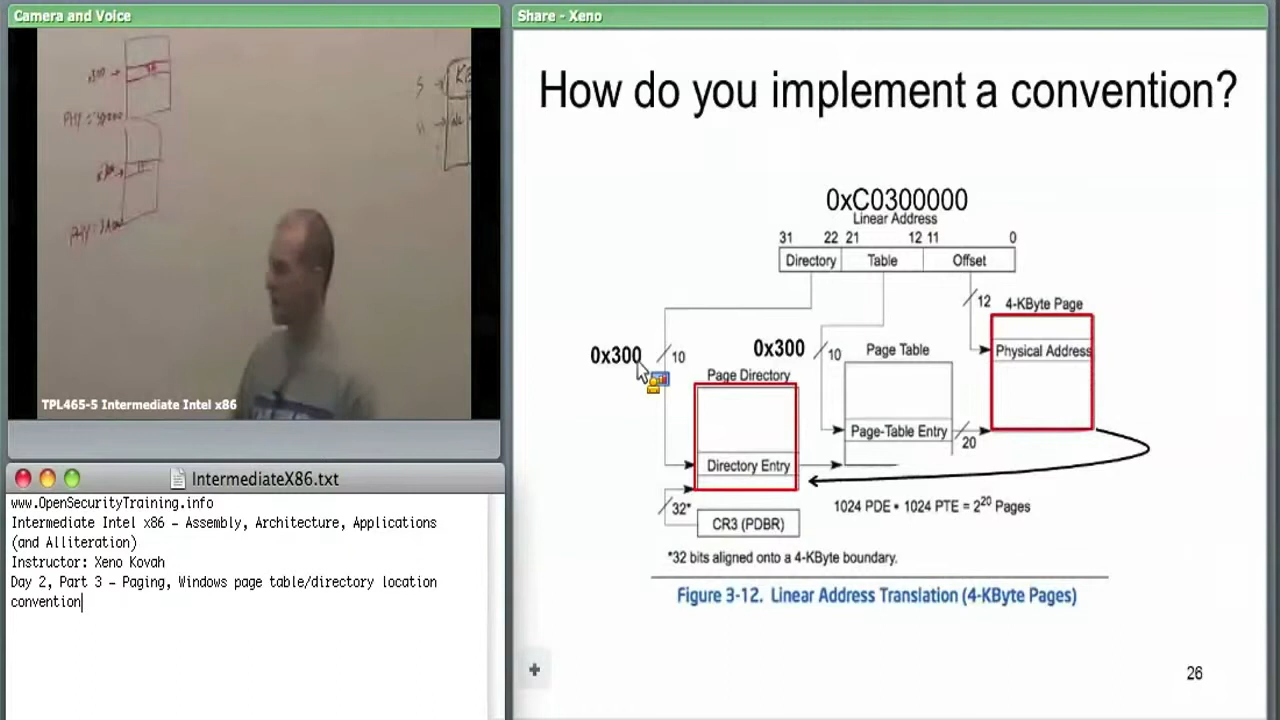 Camera and Voice
TPL465-5 Intermediate Intel x86
IntermediateX86.txt
www.OpenSecurityTraining.info
Intermediate Intel x86 – Assembly, Architecture, Applications
(and Alliteration)
Instructor: Xeno Kovah
Day 2, Part 3 – Paging, Windows page table/directory location
convention
Share - Xeno
How do you implement a convention?
0xC0300000
Linear Address
31 22 21 12 11 0
Directory Table Offset
12 4-KByte Page
0x300 10 0x300 10 Page Table Physical Address
Page Directory
Page-Table Entry 20
Directory Entry
32*
1024 PDE • 1024 PTE = 2^20 Pages
CR3 (PDBR)
*32 bits aligned onto a 4-KByte boundary.
Figure 3-12. Linear Address Translation (4-KByte Pages)
26